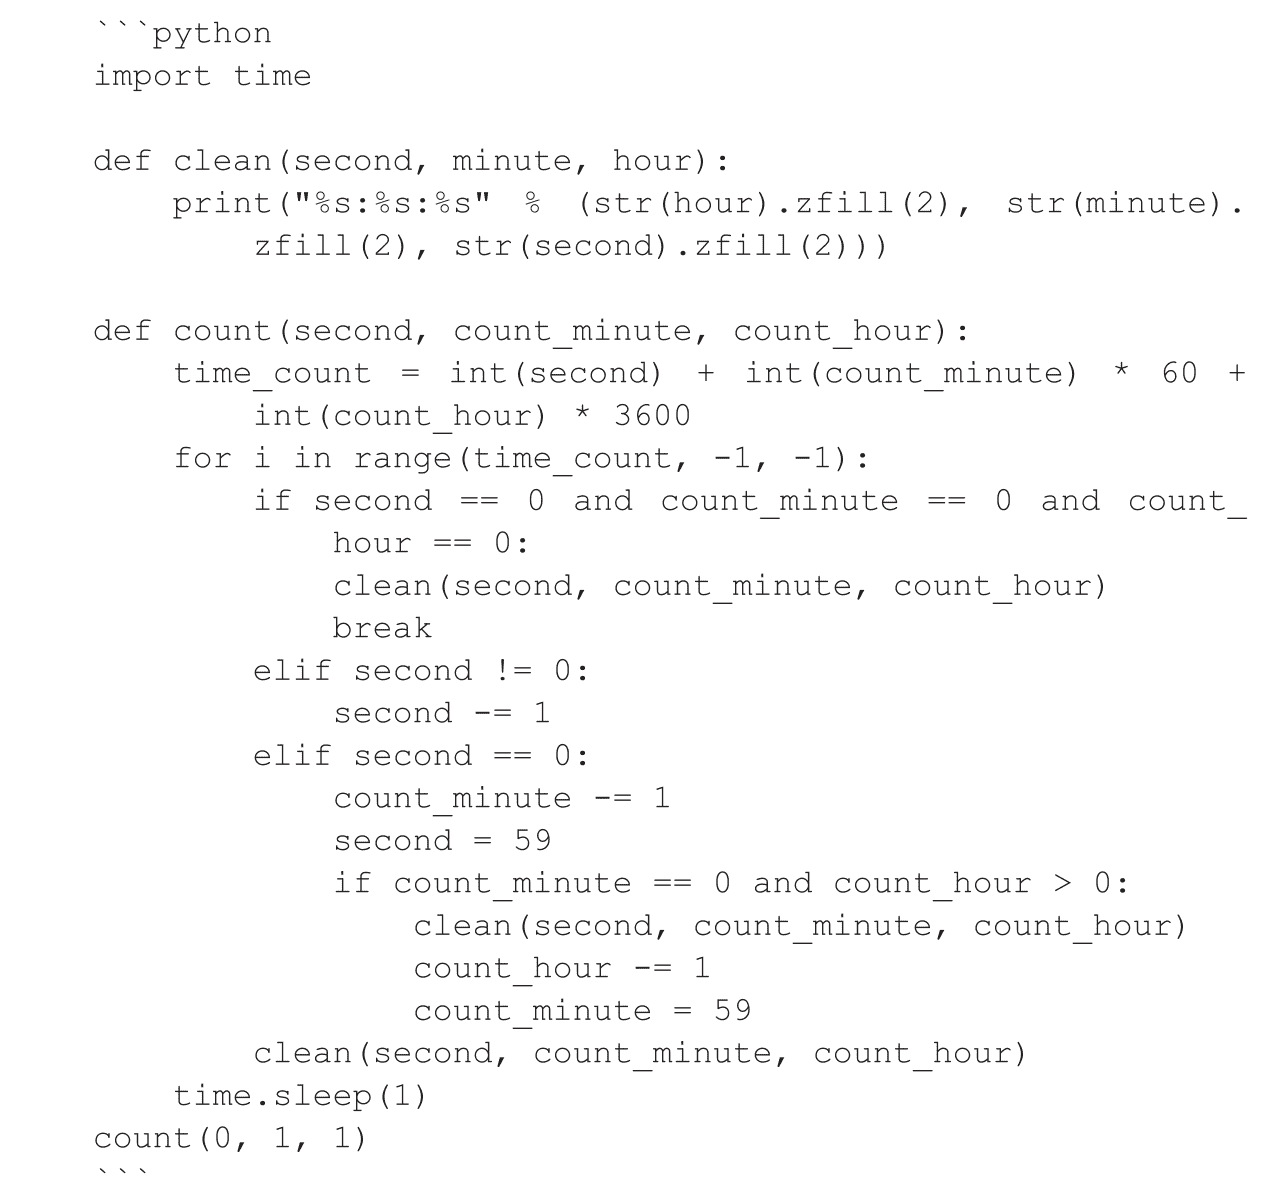 ```python
import time

def clean(second, minute, hour):
    print("%s:%s:%s" % (str(hour).zfill(2), str(minute).
        zfill(2), str(second).zfill(2)))

def count(second, count_minute, count_hour):
    time_count = int(second) + int(count_minute) * 60 +
        int(count_hour) * 3600
    for i in range(time_count, -1, -1):
        if second == 0 and count_minute == 0 and count_
            hour == 0:
            clean(second, count_minute, count_hour)
            break
        elif second != 0:
            second -= 1
        elif second == 0:
            count_minute -= 1
            second = 59
            if count_minute == 0 and count_hour > 0:
                clean(second, count_minute, count_hour)
                count_hour -= 1
                count_minute = 59
        clean(second, count_minute, count_hour)
    time.sleep(1)
count(0, 1, 1)
```